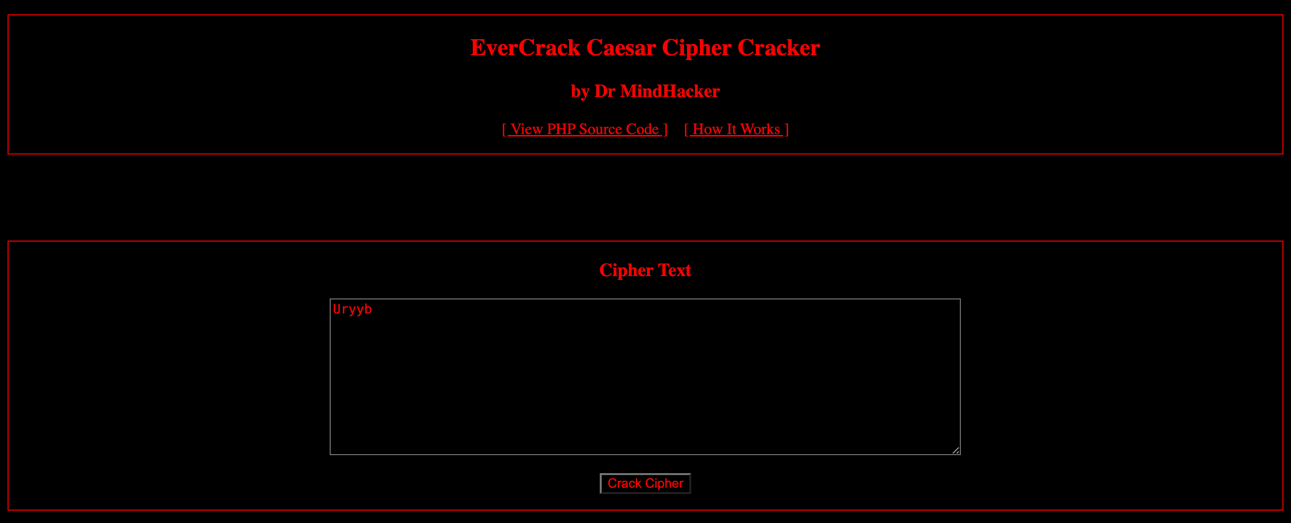 EverCrack Caesar Cipher Cracker
by Dr MindHacker
[ View PHP Source Code ] [ How It Works ]
Cipher Text
Uryyb
Crack Cipher